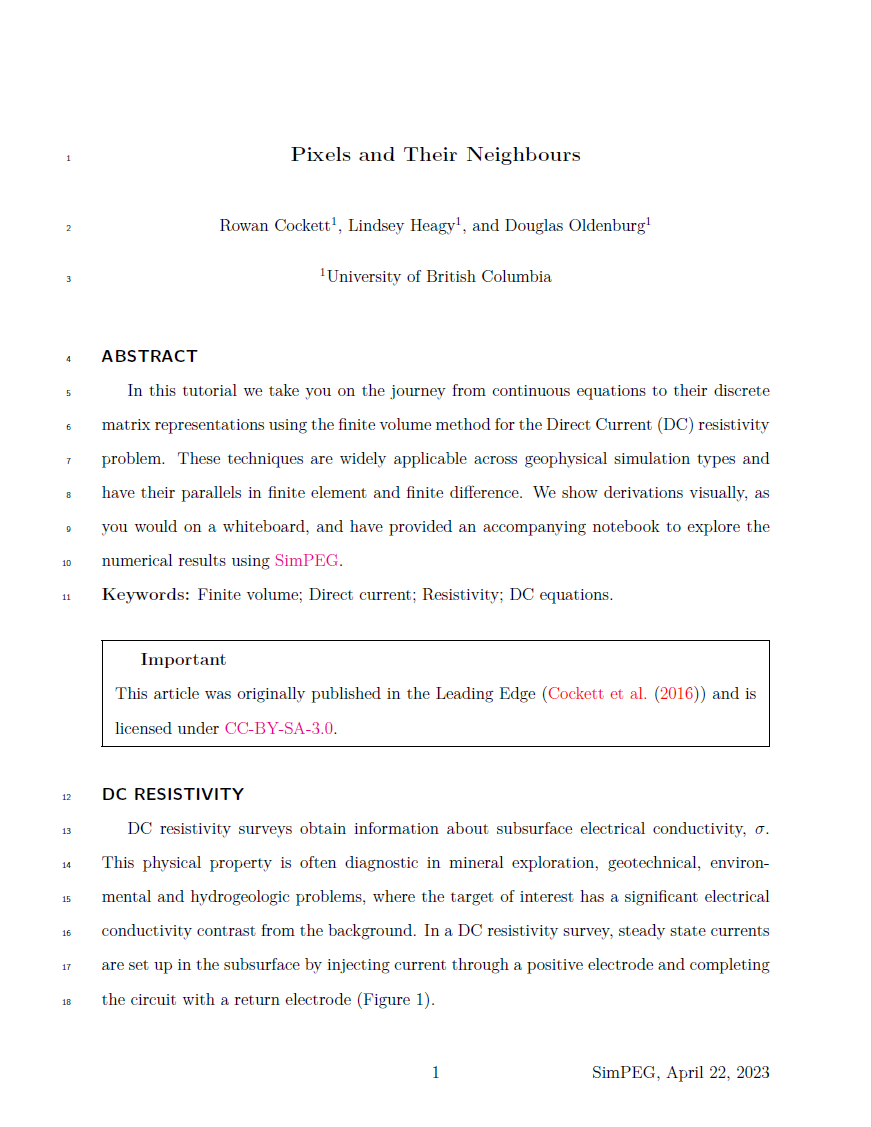 1 Pixels and Their Neighbours
2 Rowan Cockett¹, Lindsey Heagy¹, and Douglas Oldenburg¹
3 ¹University of British Columbia
4 ABSTRACT
5 In this tutorial we take you on the journey from continuous equations to their discrete
6 matrix representations using the finite volume method for the Direct Current (DC) resistivity
7 problem. These techniques are widely applicable across geophysical simulation types and
8 have their parallels in finite element and finite difference. We show derivations visually, as
9 you would on a whiteboard, and have provided an accompanying notebook to explore the
10 numerical results using SimPEG.
11 Keywords: Finite volume; Direct current; Resistivity; DC equations.
Important
This article was originally published in the Leading Edge (Cockett et al. (2016)) and is
licensed under CC-BY-SA-3.0.
12 DC RESISTIVITY
13 DC resistivity surveys obtain information about subsurface electrical conductivity, σ.
14 This physical property is often diagnostic in mineral exploration, geotechnical, environ-
15 mental and hydrogeologic problems, where the target of interest has a significant electrical
16 conductivity contrast from the background. In a DC resistivity survey, steady state currents
17 are set up in the subsurface by injecting current through a positive electrode and completing
18 the circuit with a return electrode (Figure 1).
1 SimPEG, April 22, 2023